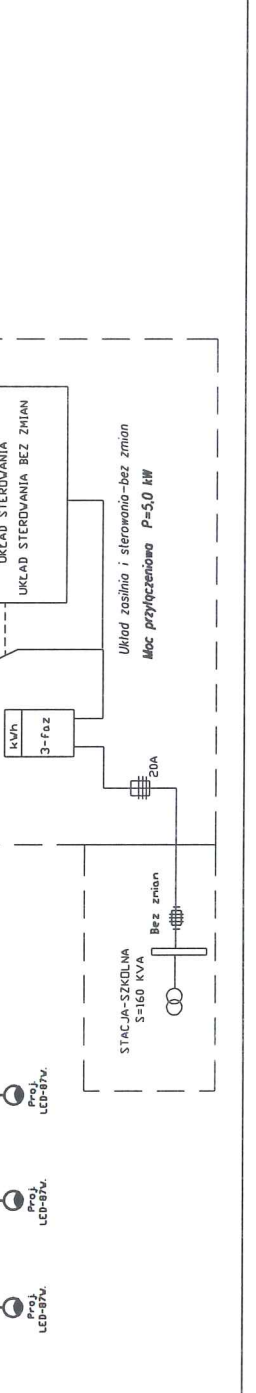 UKŁAD STEROWANIA
UKŁAD STEROWANIA BEZ ZMIAN
kWh
3-faz
20A
Układ zasilnia i sterowania-bez zmian
Moc przyłączeniowa P=5,0 kW
STACJA-SZKOLNA
S=160 KVA
Bez zmian
Proj.
LED-87W.
Proj.
LED-87W.
Proj.
LED-87W.